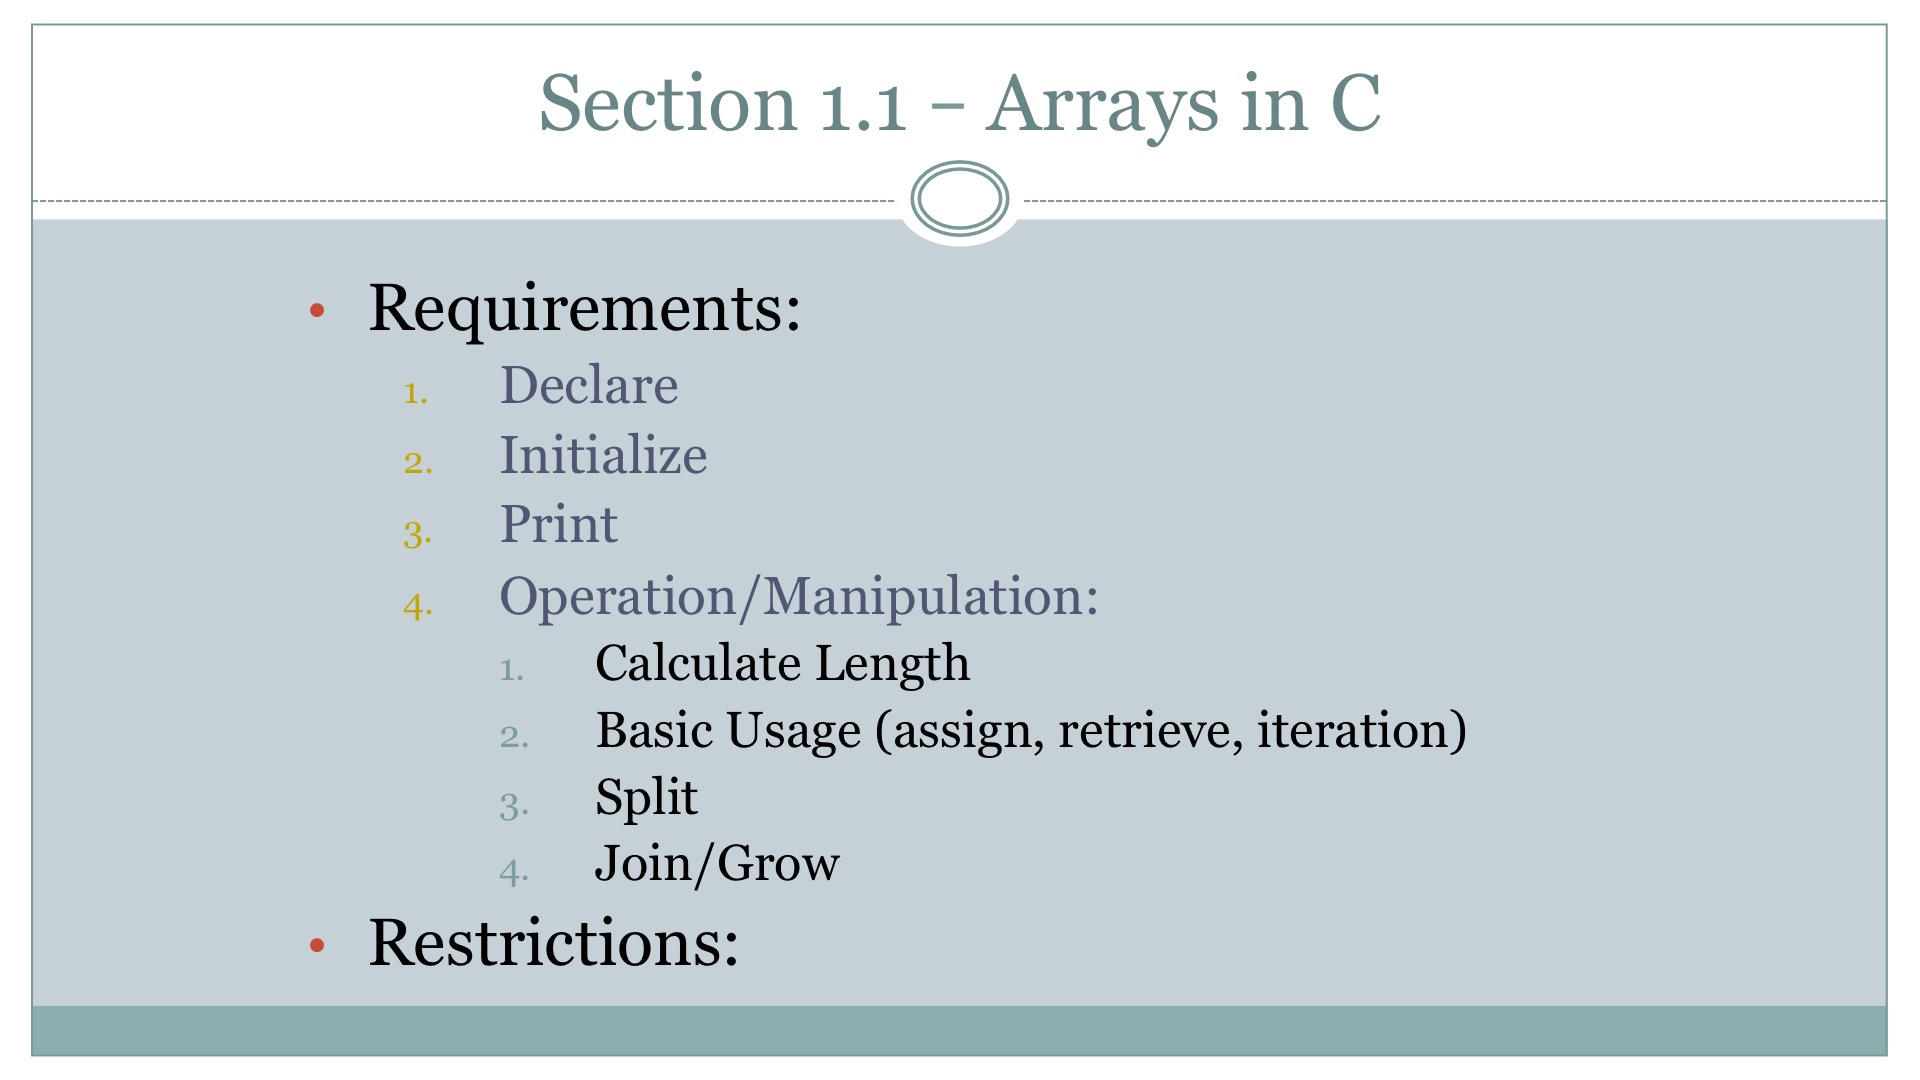 Section 1.1 – Arrays in C
• Requirements:
1. Declare
2. Initialize
3. Print
4. Operation/Manipulation:
1. Calculate Length
2. Basic Usage (assign, retrieve, iteration)
3. Split
4. Join/Grow
• Restrictions: